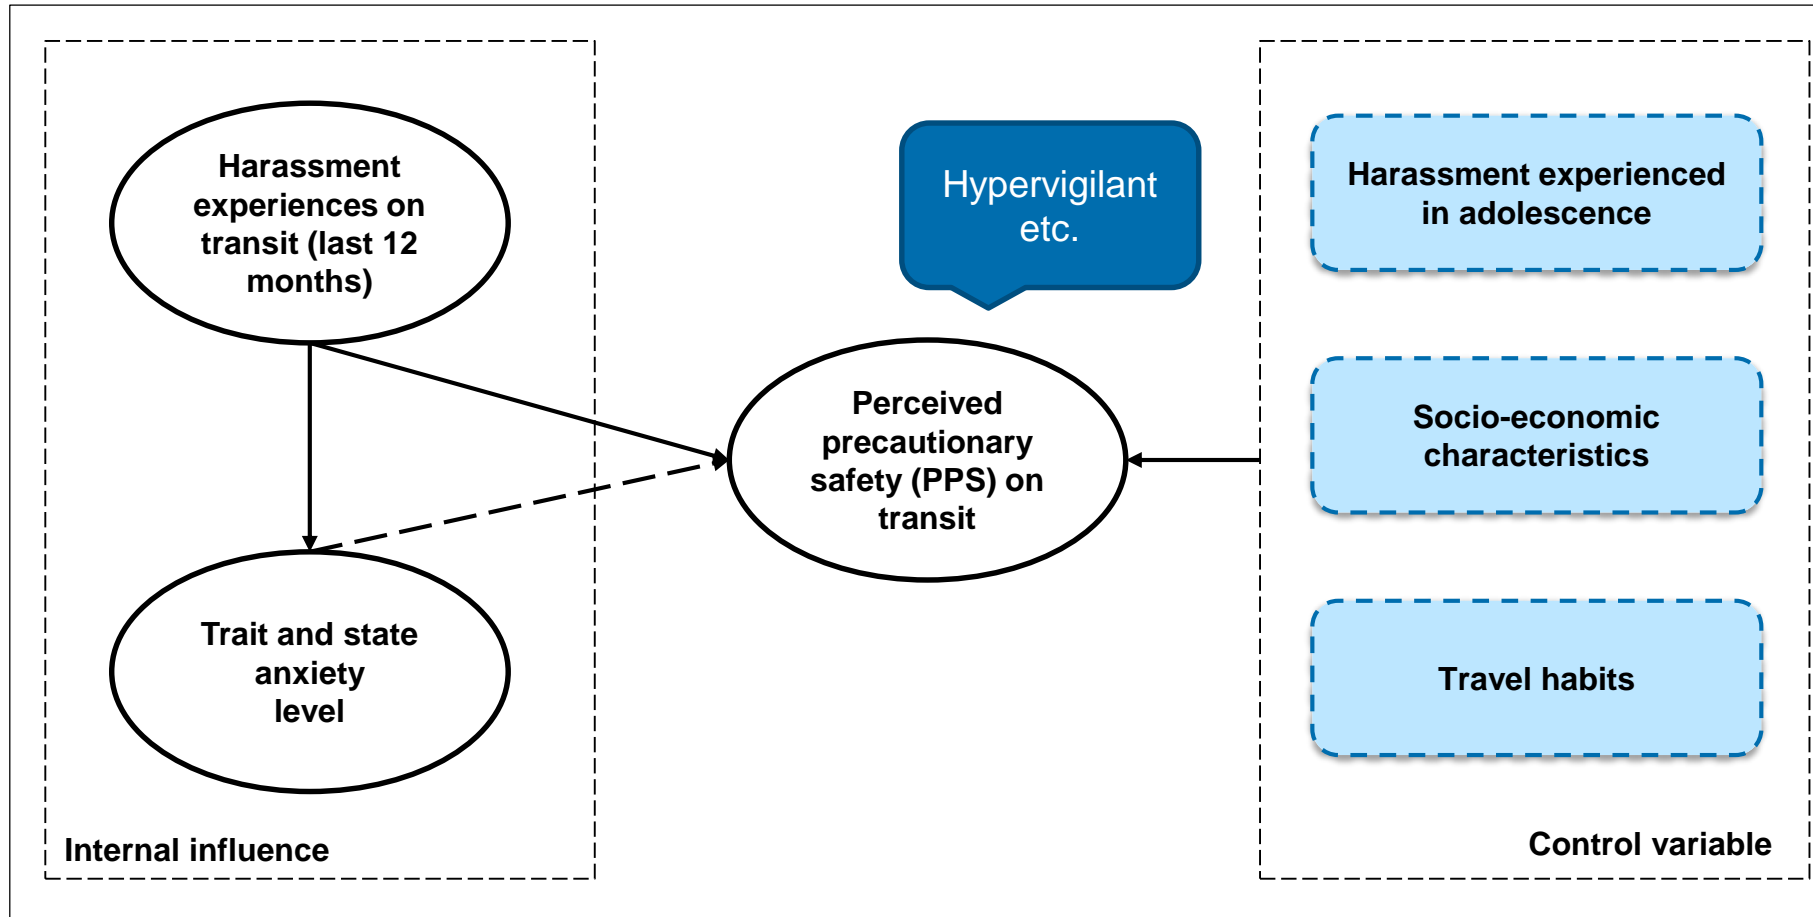 Harassment
experiences on
transit (last 12
months)
Trait and state
anxiety
level
Internal influence
Hypervigilant
etc.
Perceived
precautionary
safety (PPS) on
transit
Harassment experienced
in adolescence
Socio-economic
characteristics
Travel habits
Control variable